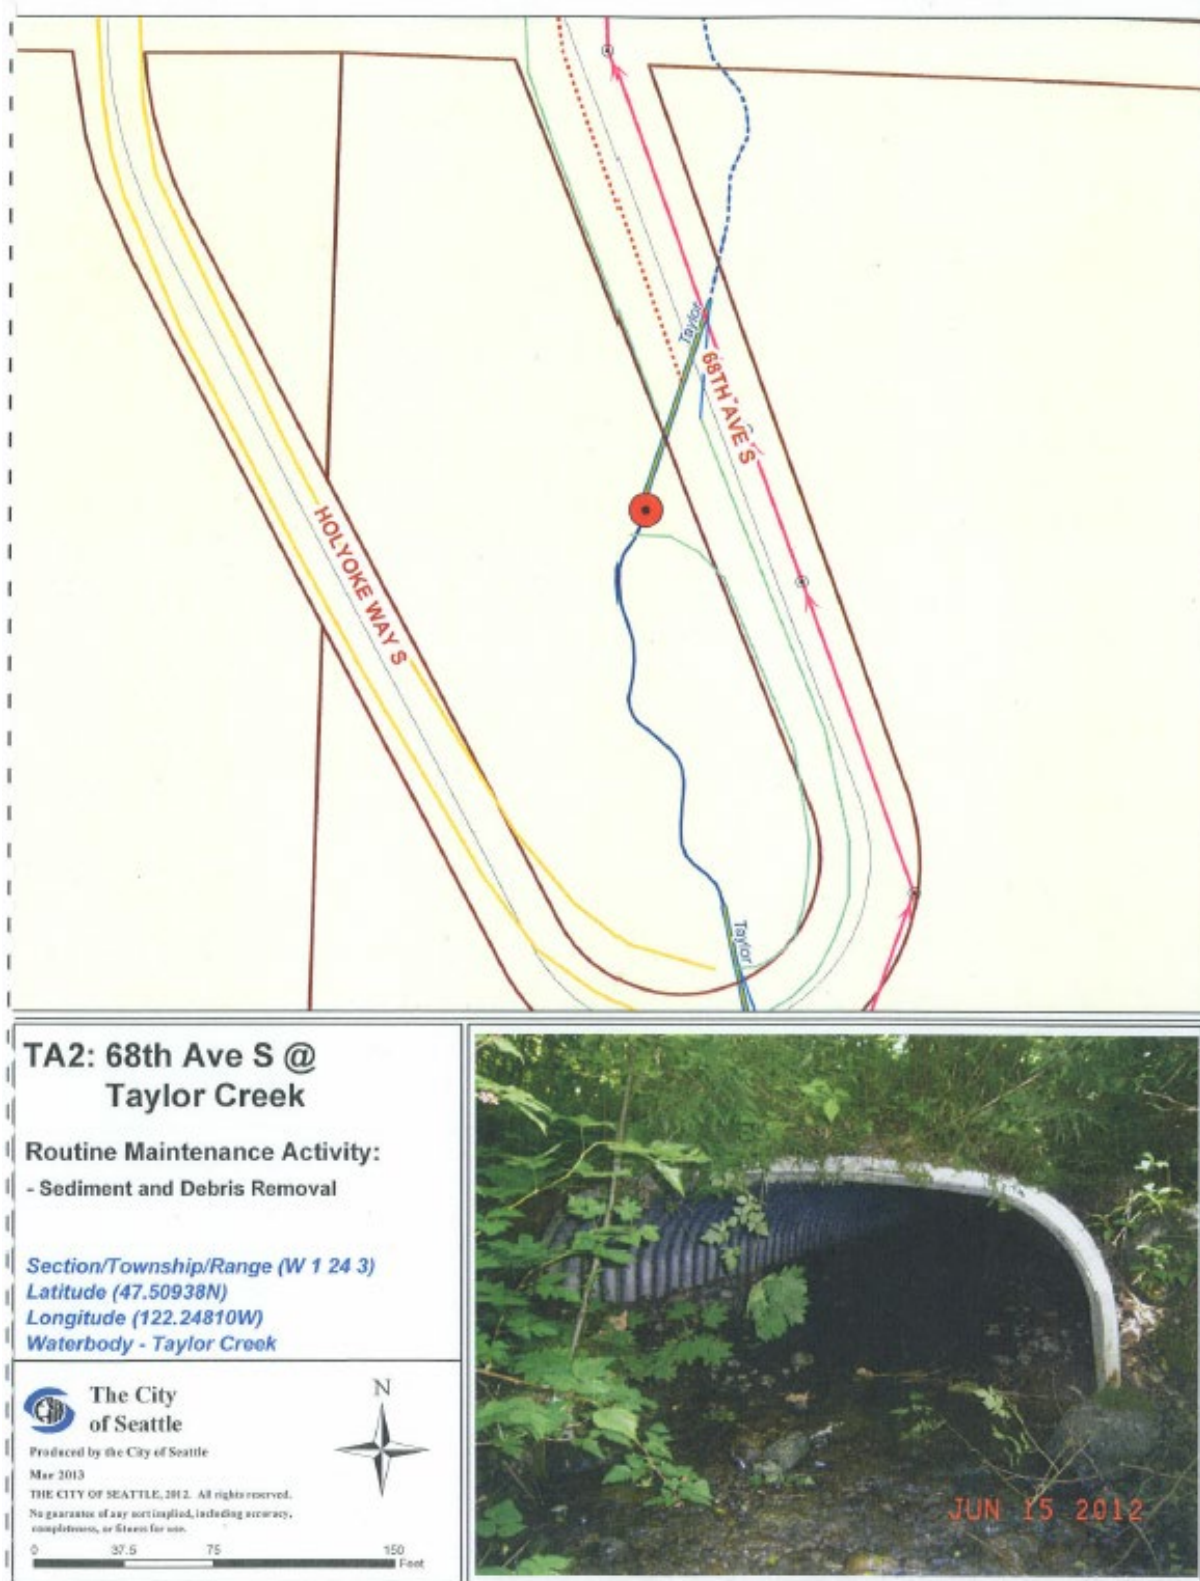 Taylor
68TH AVE S
HOLYOKE WAY S
Taylor
TA2: 68th Ave S @
Taylor Creek
Routine Maintenance Activity:
- Sediment and Debris Removal
Section/Township/Range (W 1 24 3)
Latitude (47.50938N)
Longitude (122.24810W)
Waterbody - Taylor Creek
The City
of Seattle
N
Produced by the City of Seattle
Mar 2013
THE CITY OF SEATTLE, 2012. All rights reserved.
No guarantee of any sort implied, including accuracy,
completeness, or fitness for use.
0 37.5 75 150
Feet
JUN 15 2012